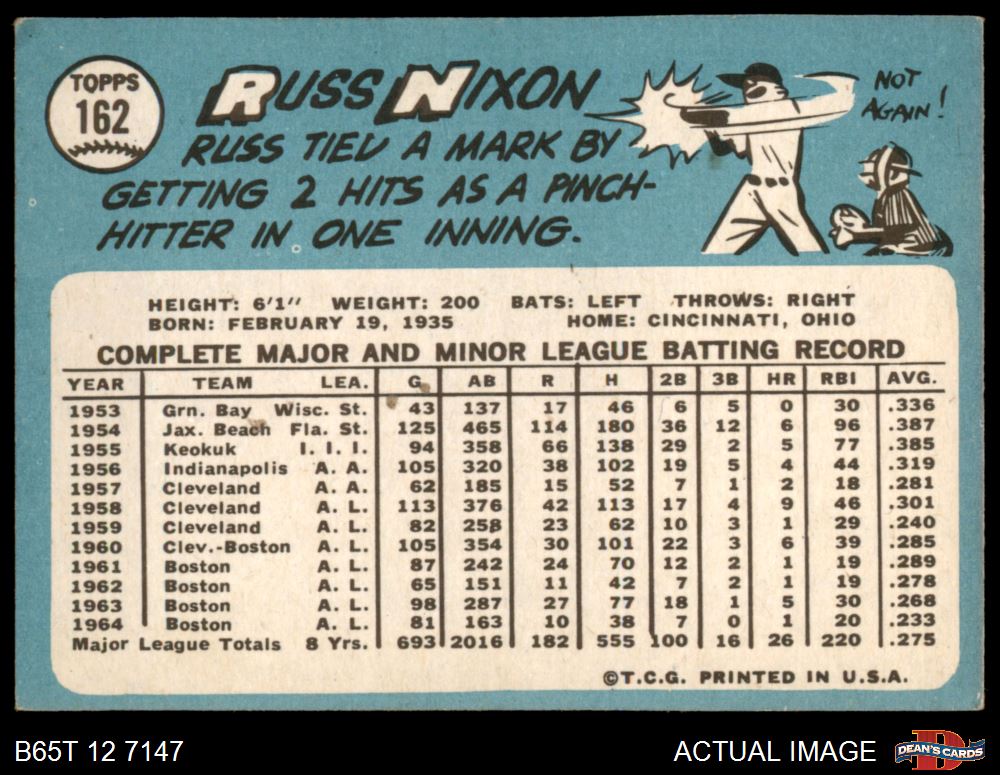 TOPPS
162
RUSS NIXON
RUSS TIED A MARK BY
GETTING 2 HITS AS A PINCH-
HITTER IN ONE INNING.
NOT
AGAIN!
HEIGHT: 6'1" WEIGHT: 200 BATS: LEFT THROWS: RIGHT
BORN: FEBRUARY 19, 1935 HOME: CINCINNATI, OHIO
COMPLETE MAJOR AND MINOR LEAGUE BATTING RECORD
YEAR TEAM LEA. G AB R H 2B 3B HR RBI AVG.
1953 Grn. Bay Wisc. St. 43 137 17 46 6 5 0 30 .336
1954 Jax. Beach Fla. St. 125 465 114 180 36 12 6 96 .387
1955 Keokuk I. I. I. 94 358 66 138 29 2 5 77 .385
1956 Indianapolis A. A. 105 320 38 102 19 5 4 44 .319
1957 Cleveland A. A. 62 185 15 52 7 1 2 18 .281
1958 Cleveland A. L. 113 376 42 113 17 4 9 46 .301
1959 Cleveland A. L. 82 258 23 62 10 3 1 29 .240
1960 Clev.-Boston A. L. 105 354 30 101 22 3 6 39 .285
1961 Boston A. L. 87 242 24 70 12 2 1 19 .289
1962 Boston A. L. 65 151 11 42 7 2 1 19 .278
1963 Boston A. L. 98 287 27 77 18 1 5 30 .268
1964 Boston A. L. 81 163 10 38 7 0 1 20 .233
Major League Totals 8 Yrs. 693 2016 182 555 100 16 26 220 .275
©T.C.G. PRINTED IN U.S.A.
B65T 12 7147
ACTUAL IMAGE
DEAN'S CARDS